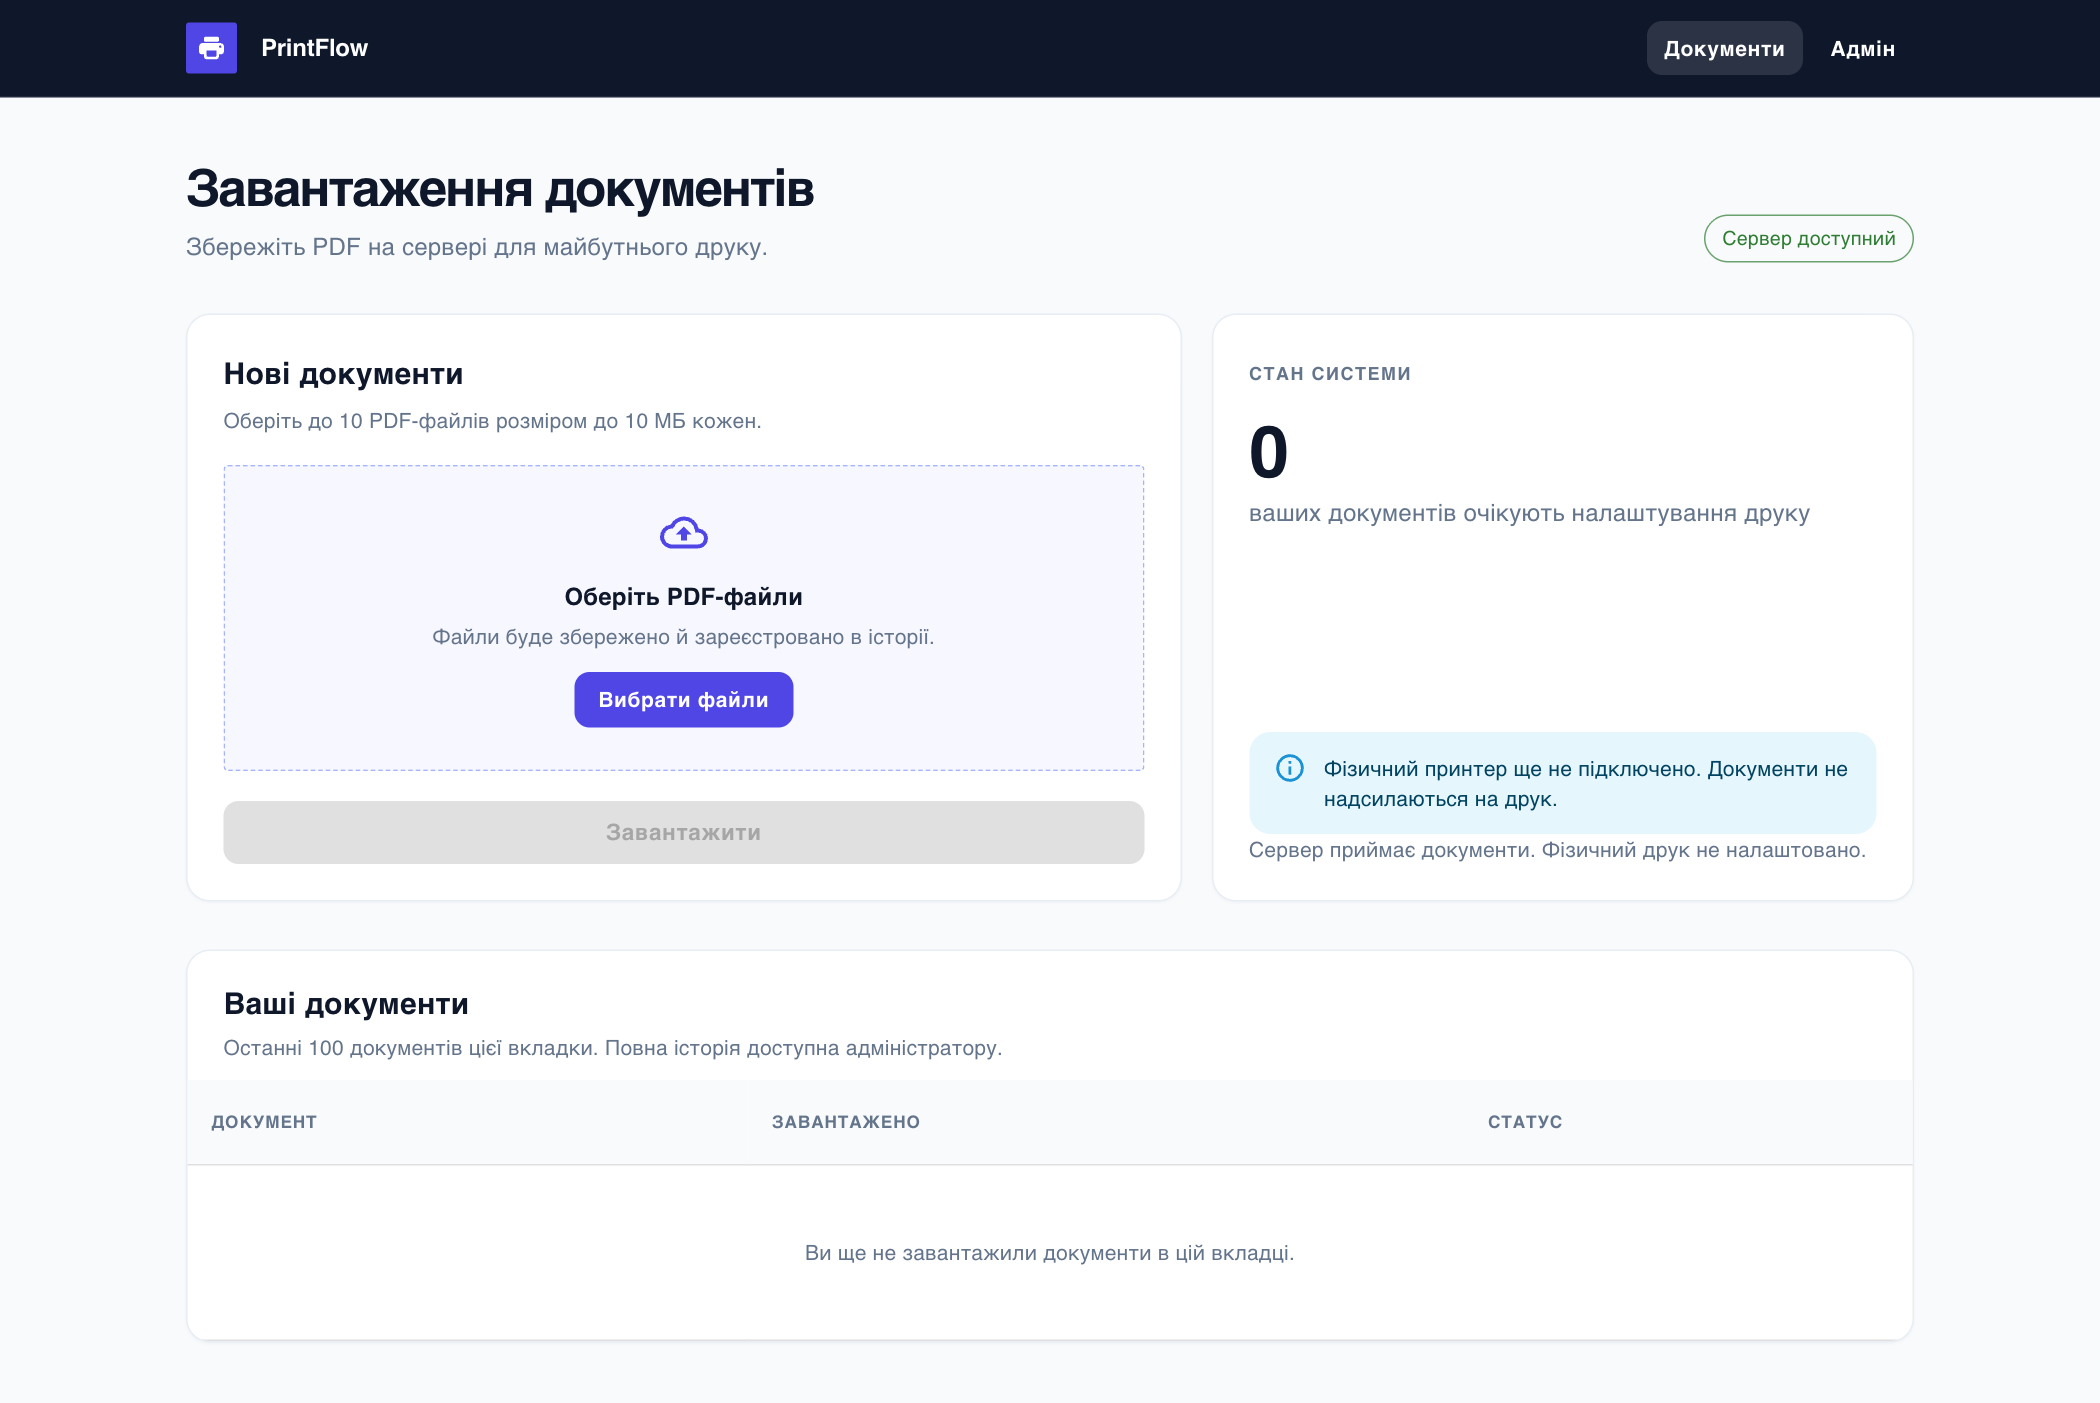 PrintFlow
Документи
Адмін
Завантаження документів
Збережіть PDF на сервері для майбутнього друку.
Сервер доступний
Нові документи
Оберіть до 10 PDF-файлів розміром до 10 МБ кожен.
Оберіть PDF-файли
Файли буде збережено й зареєстровано в історії.
Вибрати файли
Завантажити
СТАН СИСТЕМИ
0
ваших документів очікують налаштування друку
Фізичний принтер ще не підключено. Документи не
надсилаються на друк.
Сервер приймає документи. Фізичний друк не налаштовано.
Ваші документи
Останні 100 документів цієї вкладки. Повна історія доступна адміністратору.
ДОКУМЕНТ
ЗАВАНТАЖЕНО
СТАТУС
Ви ще не завантажили документи в цій вкладці.